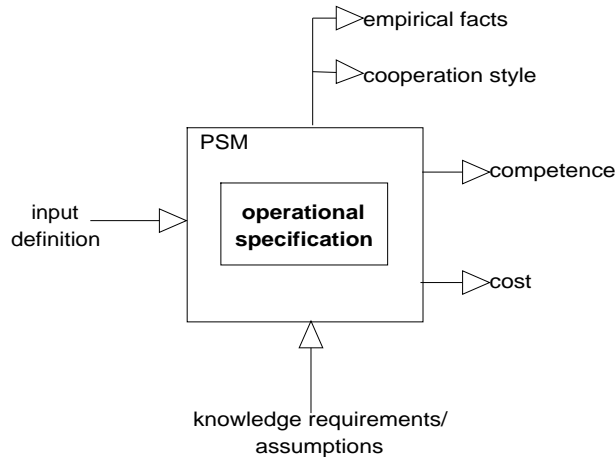 empirical facts
cooperation style
PSM
competence
input
definition
operational
specification
cost
knowledge requirements/
assumptions